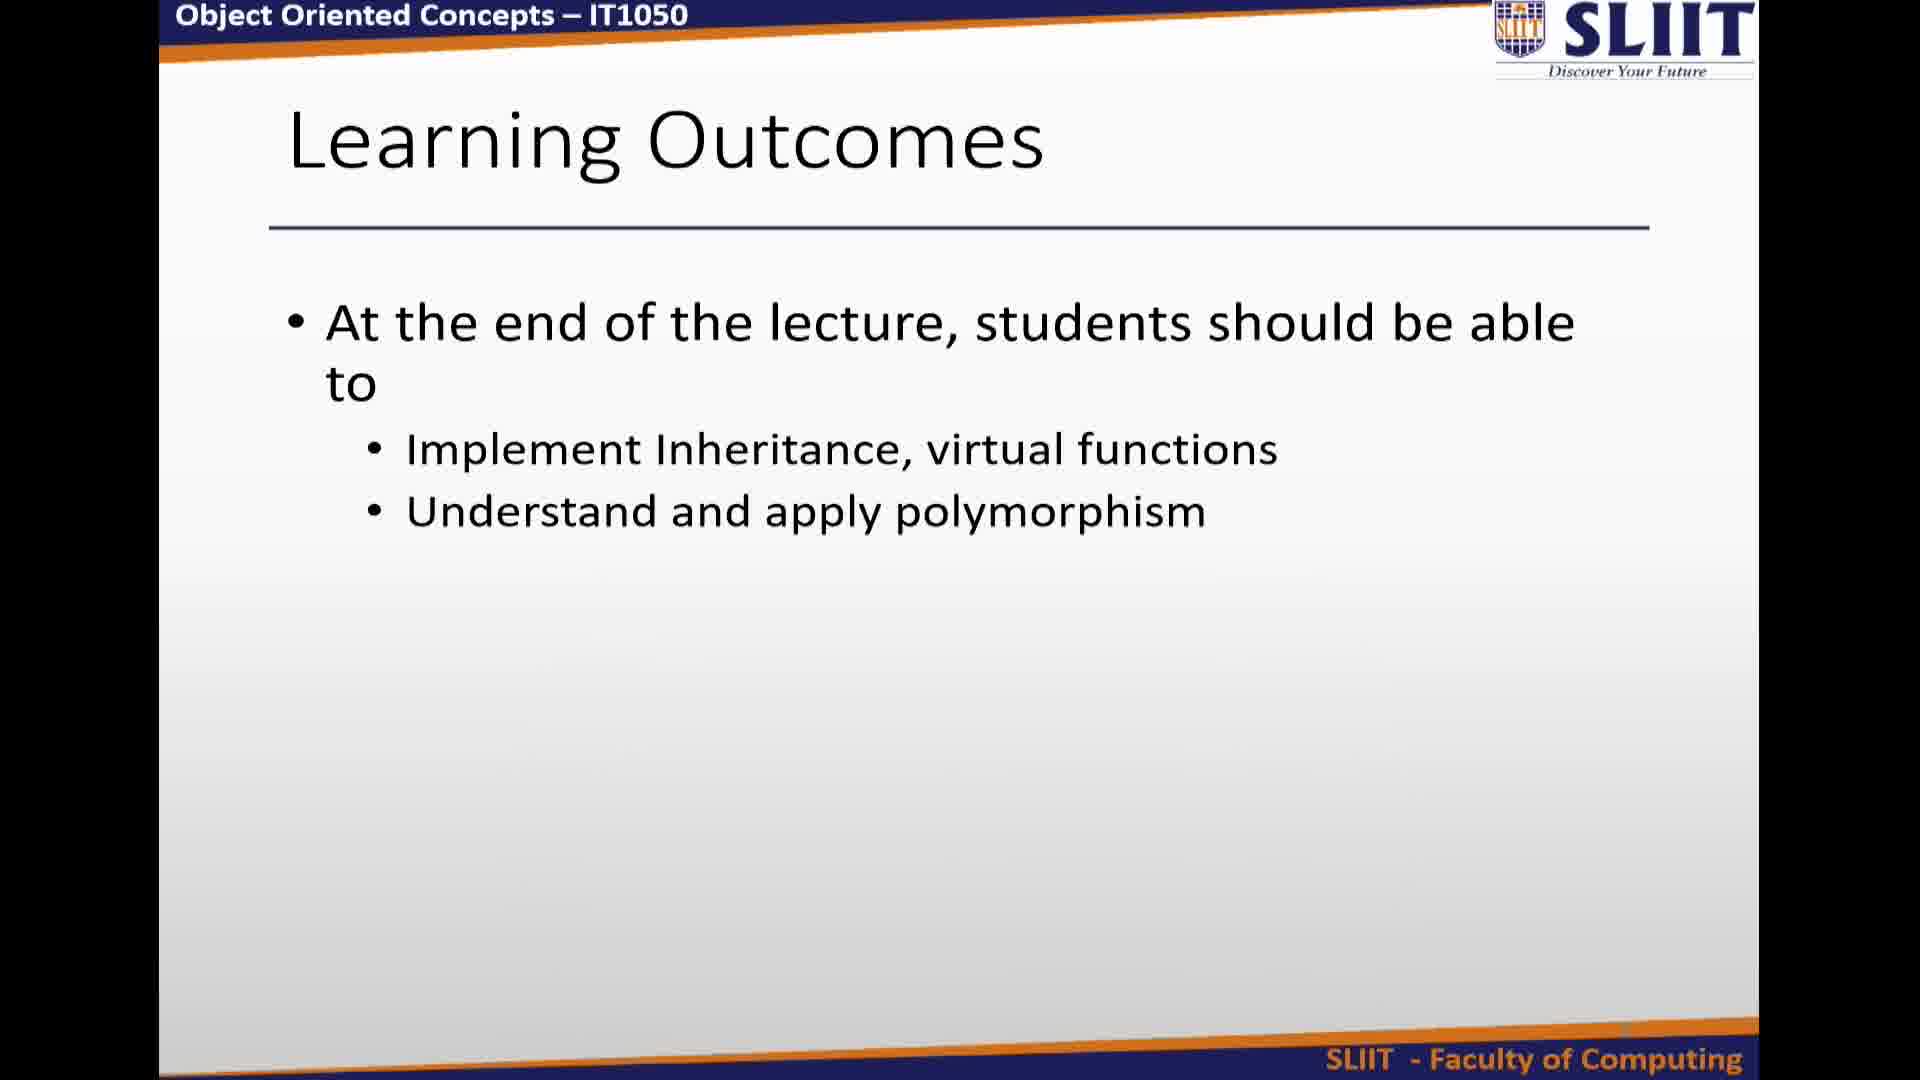 Object Oriented Concepts – IT1050
SLIIT
SLIIT
Discover Your Future
Learning Outcomes
• At the end of the lecture, students should be able
to
• Implement Inheritance, virtual functions
• Understand and apply polymorphism
SLIIT - Faculty of Computing